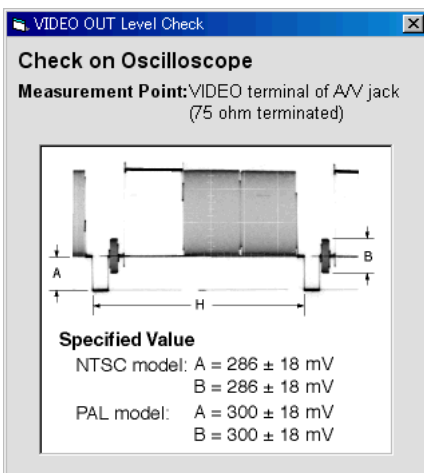 VIDEO OUT Level Check
Check on Oscilloscope
Measurement Point:VIDEO terminal of A/V jack
(75 ohm terminated)
A
B
H
Specified Value
NTSC model: A = 286 ± 18 mV
B = 286 ± 18 mV
PAL model: A = 300 ± 18 mV
B = 300 ± 18 mV